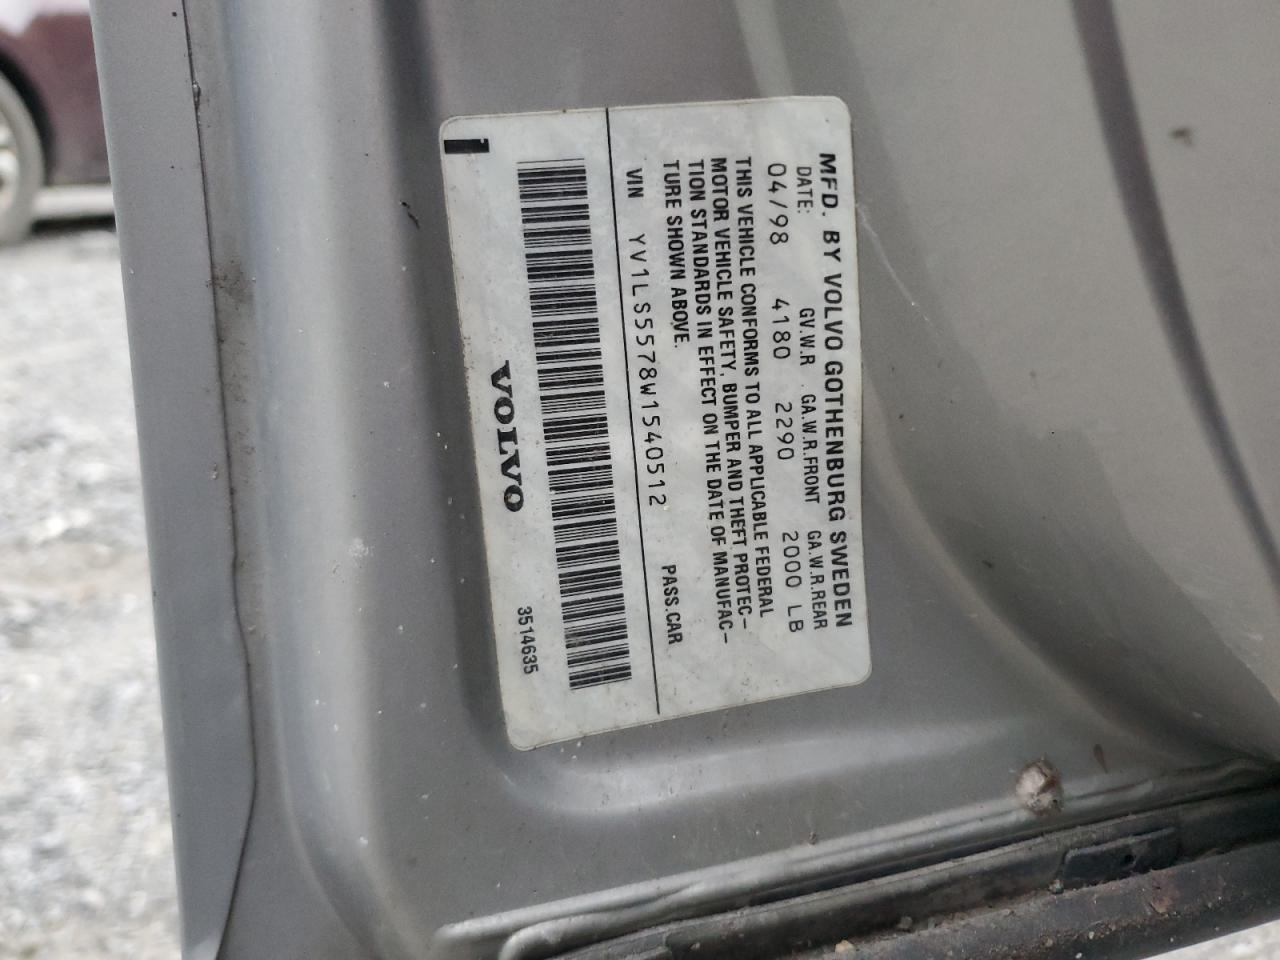 MFD. BY VOLVO GOTHENBURG SWEDEN
DATE: GV.W.R GA.W.R.FRONT GA.W.R.REAR
04/98 4180 2290 2000 LB
THIS VEHICLE CONFORMS TO ALL APPLICABLE FEDERAL
MOTOR VEHICLE SAFETY, BUMPER AND THEFT PROTEC-
TION STANDARDS IN EFFECT ON THE DATE OF MANUFAC-
TURE SHOWN ABOVE.
VIN YV1LS5578W1540512 PASS.CAR
VOLVO
3514635